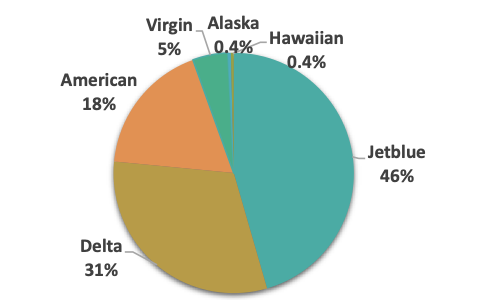 Virgin
5%
Alaska
0.4%
Hawaiian
0.4%
American
18%
Jetblue
46%
Delta
31%